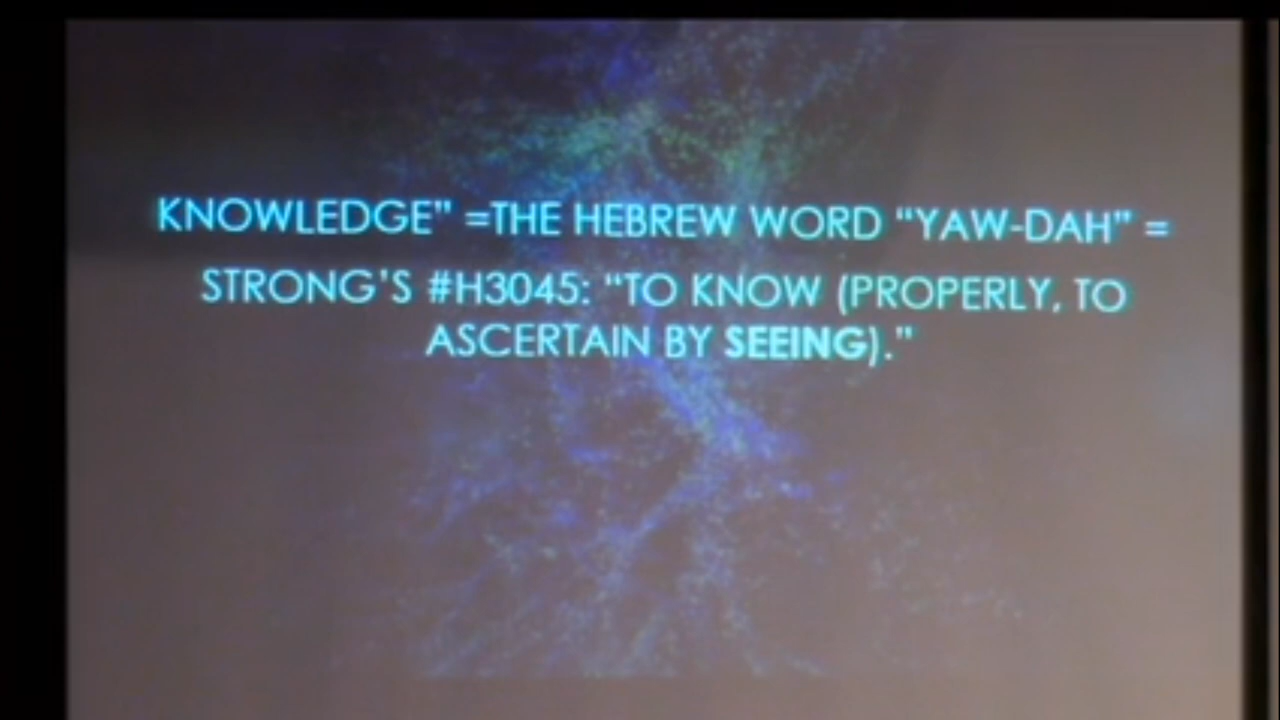 KNOWLEDGE” =THE HEBREW WORD “YAW-DAH” =
STRONG’S #H3045: “TO KNOW (PROPERLY, TO
ASCERTAIN BY SEEING).”